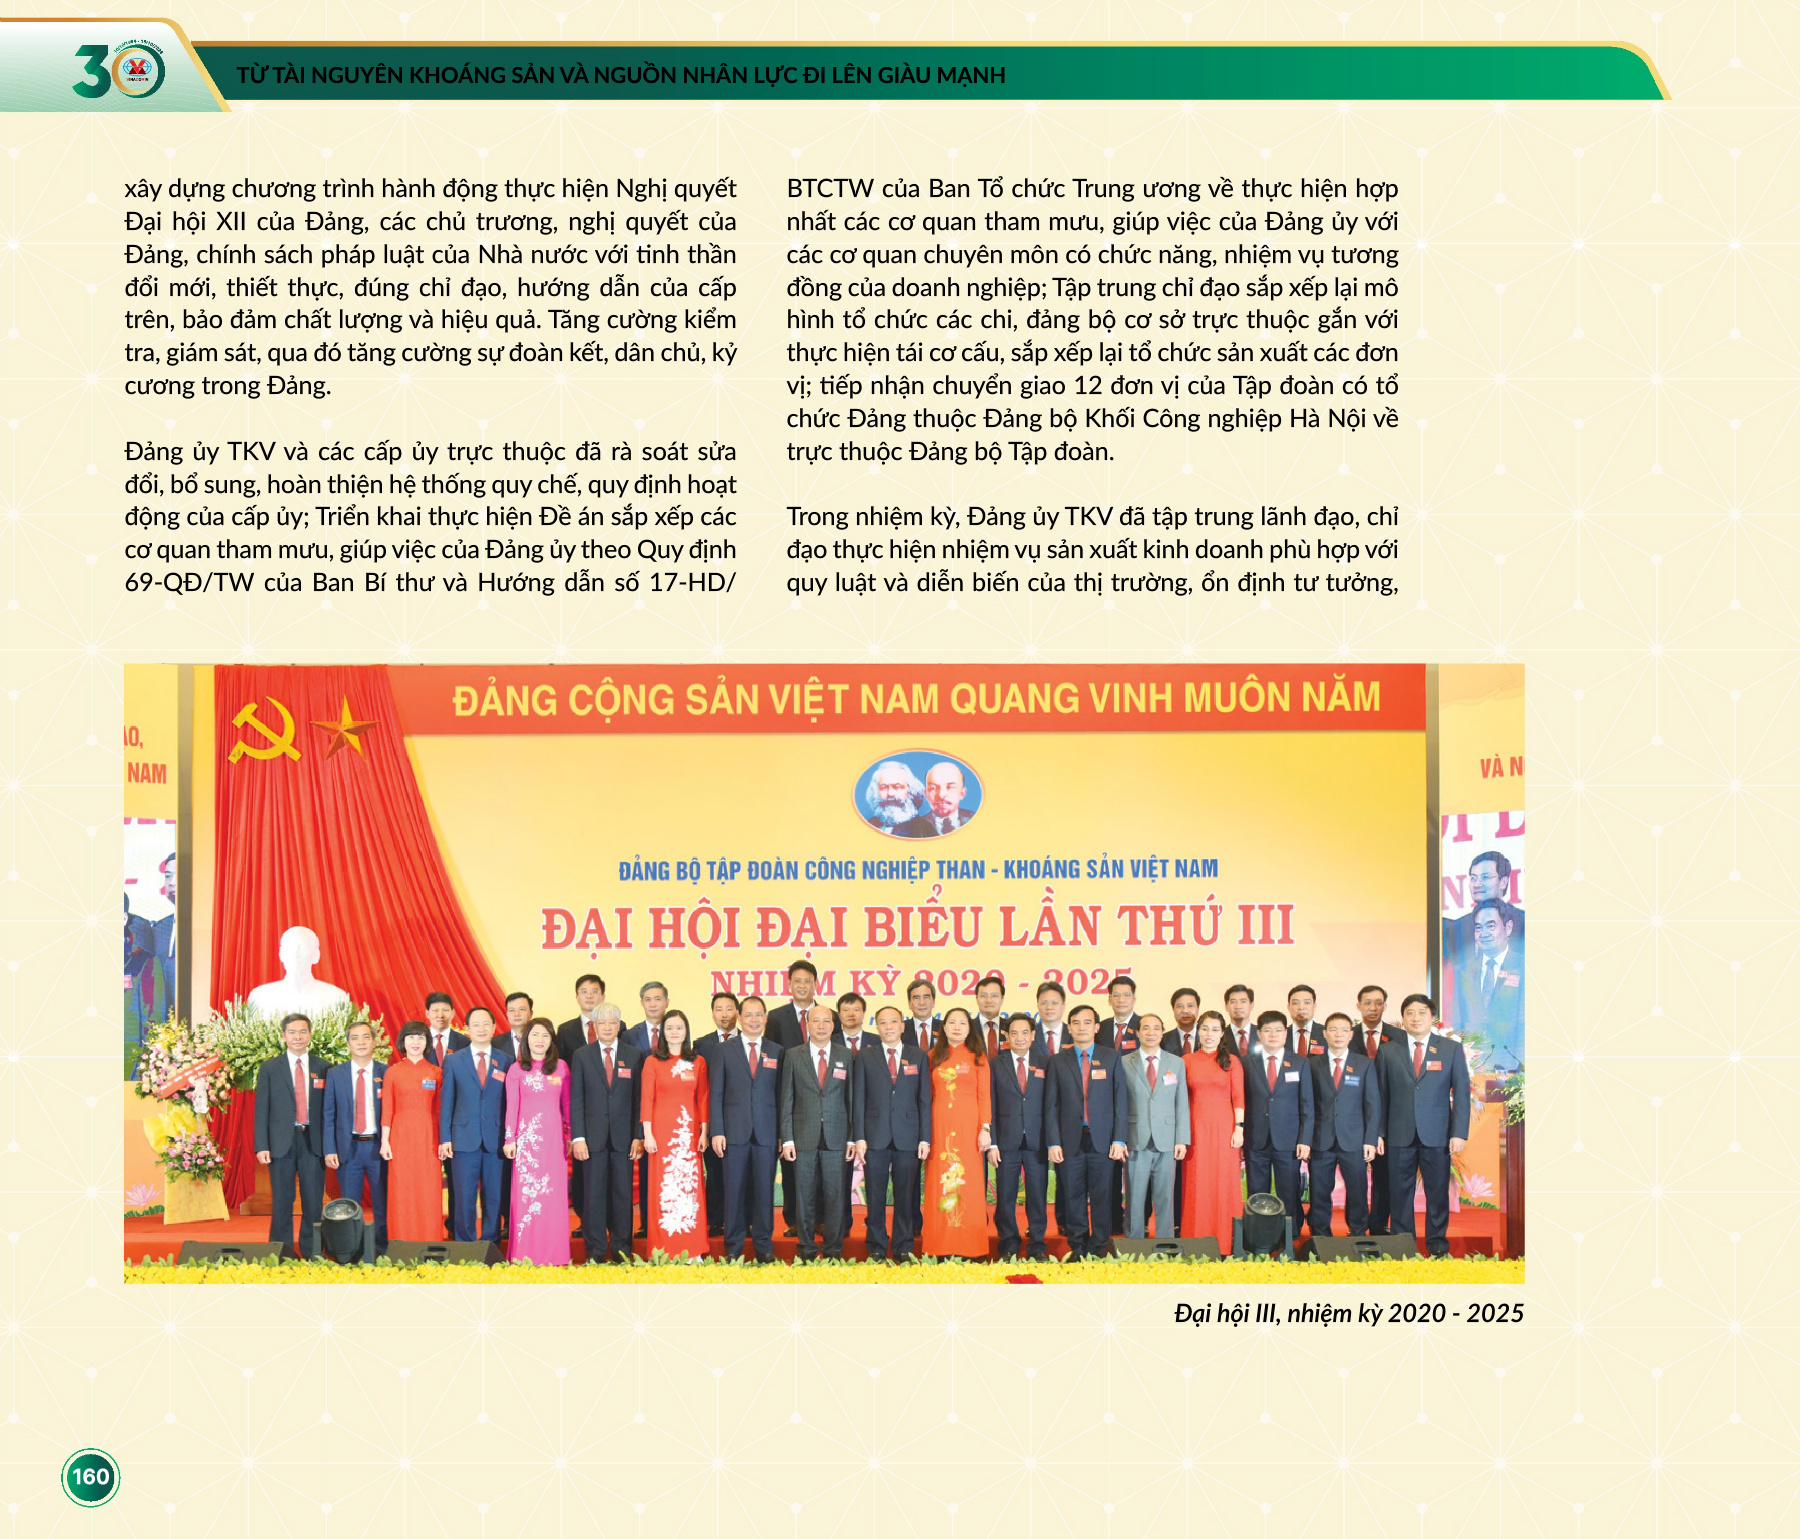 TỪ TÀI NGUYÊN KHOÁNG SẢN VÀ NGUỒN NHÂN LỰC ĐI LÊN GIÀU MẠNH
30
xây dựng chương trình hành động thực hiện Nghị quyết
Đại hội XII của Đảng, các chủ trương, nghị quyết của
Đảng, chính sách pháp luật của Nhà nước với tinh thần
đổi mới, thiết thực, đúng chỉ đạo, hướng dẫn của cấp
trên, bảo đảm chất lượng và hiệu quả. Tăng cường kiểm
tra, giám sát, qua đó tăng cường sự đoàn kết, dân chủ, kỷ
cương trong Đảng.
Đảng ủy TKV và các cấp ủy trực thuộc đã rà soát sửa
đổi, bổ sung, hoàn thiện hệ thống quy chế, quy định hoạt
động của cấp ủy; Triển khai thực hiện Đề án sắp xếp các
cơ quan tham mưu, giúp việc của Đảng ủy theo Quy định
69-QĐ/TW của Ban Bí thư và Hướng dẫn số 17-HD/
BTCTW của Ban Tổ chức Trung ương về thực hiện hợp
nhất các cơ quan tham mưu, giúp việc của Đảng ủy với
các cơ quan chuyên môn có chức năng, nhiệm vụ tương
đồng của doanh nghiệp; Tập trung chỉ đạo sắp xếp lại mô
hình tổ chức các chi, đảng bộ cơ sở trực thuộc gắn với
thực hiện tái cơ cấu, sắp xếp lại tổ chức sản xuất các đơn
vị; tiếp nhận chuyển giao 12 đơn vị của Tập đoàn có tổ
chức Đảng thuộc Đảng bộ Khối Công nghiệp Hà Nội về
trực thuộc Đảng bộ Tập đoàn.
Trong nhiệm kỳ, Đảng ủy TKV đã tập trung lãnh đạo, chỉ
đạo thực hiện nhiệm vụ sản xuất kinh doanh phù hợp với
quy luật và diễn biến của thị trường, ổn định tư tưởng,
ĐẢNG CỘNG SẢN VIỆT NAM QUANG VINH MUÔN NĂM
NAM
VÀ
ĐẢNG BỘ TẬP ĐOÀN CÔNG NGHIỆP THAN - KHOÁNG SẢN VIỆT NAM
ĐẠI HỘI ĐẠI BIỂU LẦN THỨ III
NHIỆM KỲ 2020 - 2025
Đại hội III, nhiệm kỳ 2020 - 2025
160